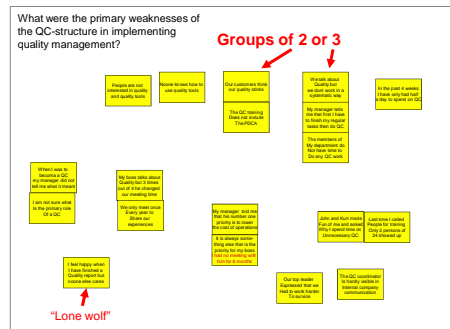 What were the primary weaknesses of
the QC-structure in implementing
quality management?
Groups of 2 or 3
People are not
interested in quality
and quality tools
Noone knows how to
use quality tools
Our customers think
our quality stinks
The QC training
Does not include
The PDCA
We talk about
Quality but
we dont work in a
systematic way
My manager tells
me that first I have
to finish my regular
tasks then do QC
The members of
My department do
Not have time to
Do any QC work
In the past 4 weeks
I have only had half
a day to spend on QC
When I was to
become a QC
my manager did not
tell me what it meant
I am not sure what
Is the primary role
Of a QC
My boss talks about
Quality but 3 times
out of 4 he changed
our meeting time
We only meet once
Every year to
Share our
experiences
My manager told me
that his number one
priority is to lower
the cost of operations
It is always some-
thing else that is the
priority for my boss
I had no meeting with
him for 6 months
John and Kurt made
Fun of me and asked
Why I spend time on
Unnecessary QC
Last time I called
People for training
Only 2 persons of
24 showed up
I feel happy when
I have finished a
Quality report but
noone else cares
"Lone wolf"
Our top leader
Expressed that we
Had to work harder
To survice
The QC coordinator
Is hardly visible in
Internal company
communication